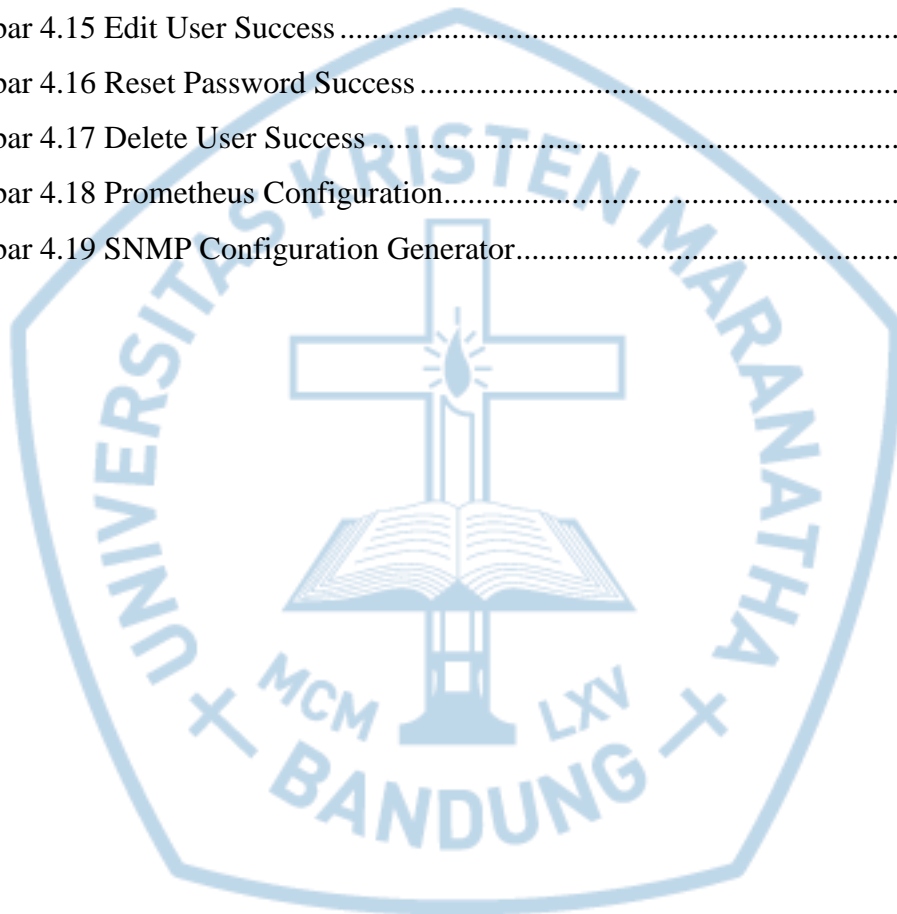 bar 4.15 Edit User Success
bar 4.16 Reset Password Success
bar 4.17 Delete User Success
bar 4.18 Prometheus Configuration
bar 4.19 SNMP Configuration Generator
UNIVERSITAS KRISTEN MARANATHA
MCM LXV
BANDUNG